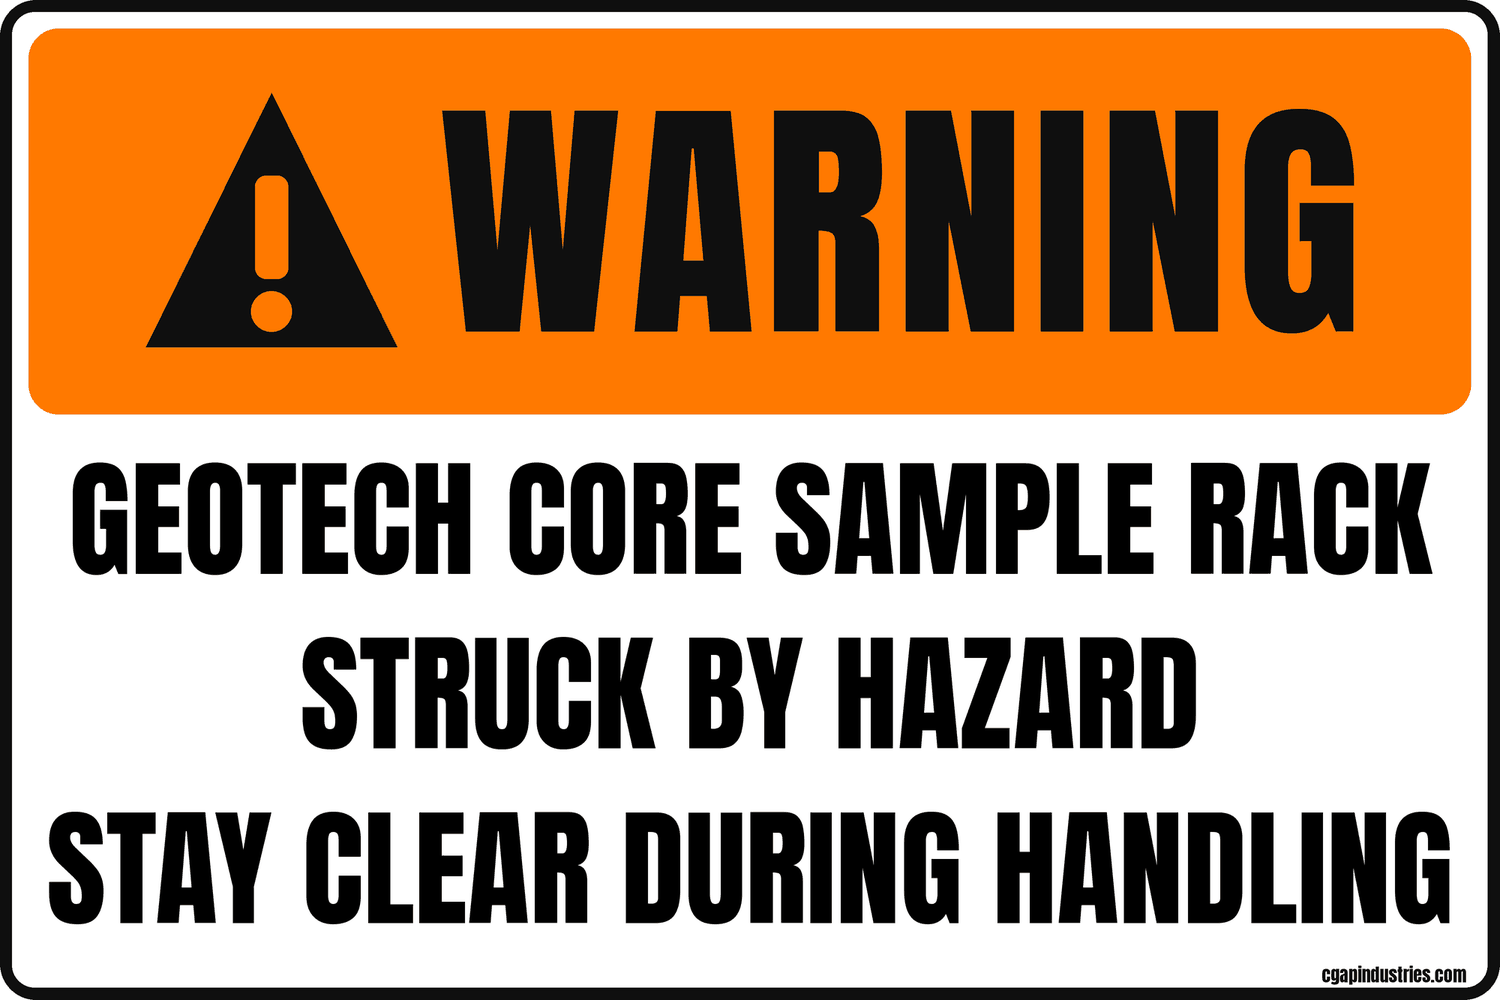 WARNING
GEOTECH CORE SAMPLE RACK
STRUCK BY HAZARD
STAY CLEAR DURING HANDLING
cgapindustries.com